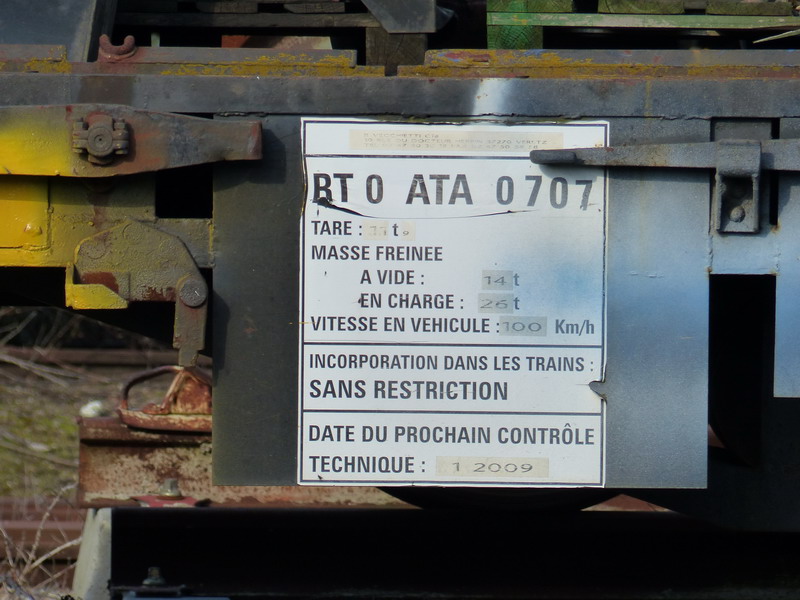 RT 0 ATA 0707
TARE : t.
MASSE FREINEE
A VIDE : 14 t
EN CHARGE : 26 t
VITESSE EN VEHICULE : 100 Km/h
INCORPORATION DANS LES TRAINS :
SANS RESTRICTION
DATE DU PROCHAIN CONTRÔLE
TECHNIQUE : 1 2009